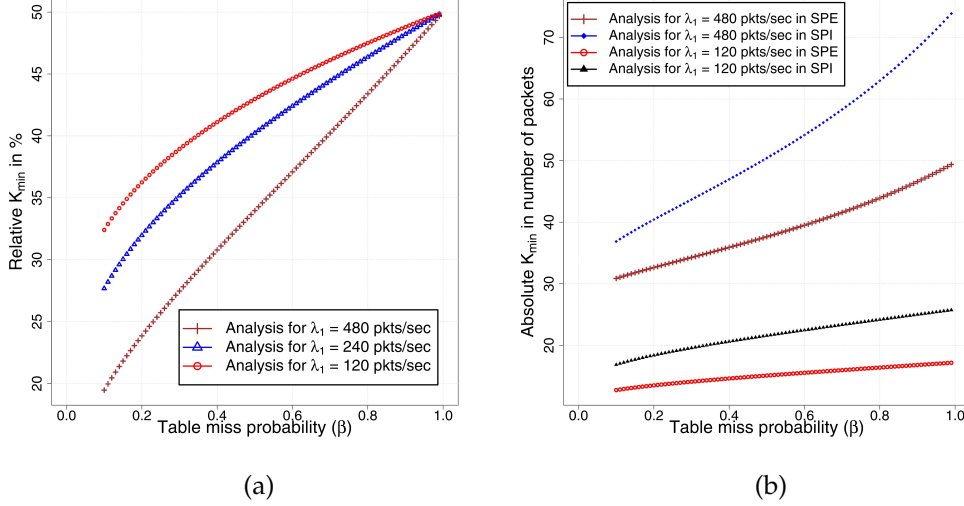 50
45
40
35
30
25
20
Relative K_min in %
Analysis for λ₁ = 480 pkts/sec
Analysis for λ₁ = 240 pkts/sec
Analysis for λ₁ = 120 pkts/sec
0.0 0.2 0.4 0.6 0.8 1.0
Table miss probability (β)
(a)
Analysis for λ₁ = 480 pkts/sec in SPE
Analysis for λ₁ = 480 pkts/sec in SPI
Analysis for λ₁ = 120 pkts/sec in SPE
Analysis for λ₁ = 120 pkts/sec in SPI
70
60
50
40
30
20
Absolute K_min in number of packets
0.0 0.2 0.4 0.6 0.8 1.0
Table miss probability (β)
(b)